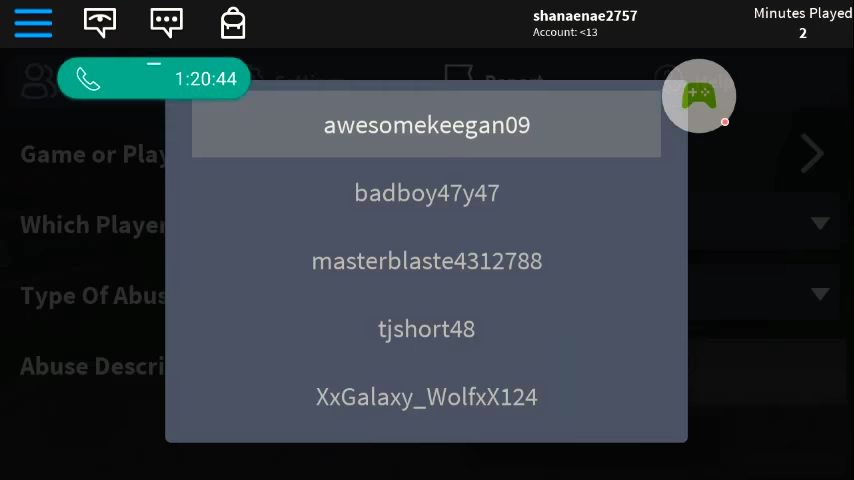 shanaenae2757
Account: <13
Minutes Played
2
1:20:44
Report
awesomekeegan09
Game or Play
badboy47y47
Which Player
masterblaste4312788
Type Of Abus
tjshort48
Abuse Descri
XxGalaxy_WolfxX124